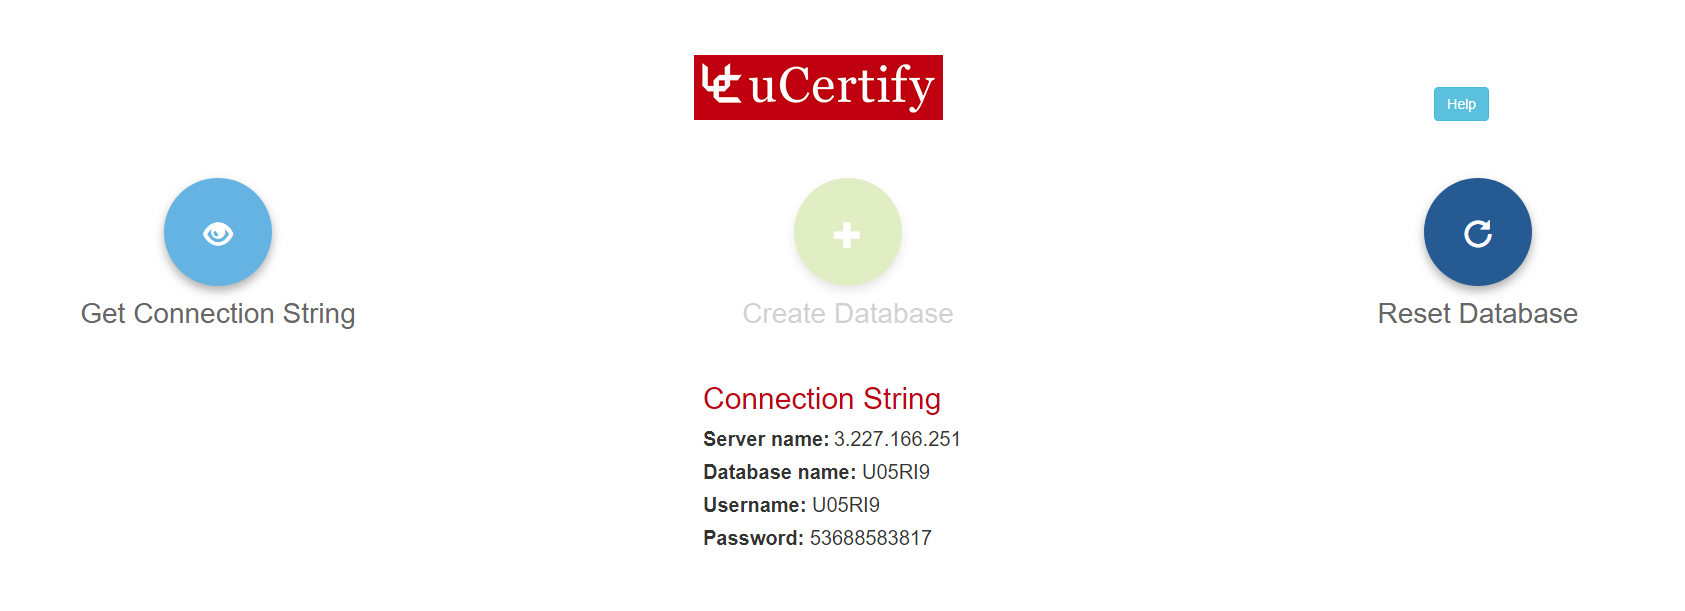 uCertify
Help
Get Connection String
Create Database
Reset Database
Connection String
Server name: 3.227.166.251
Database name: U05RI9
Username: U05RI9
Password: 53688583817